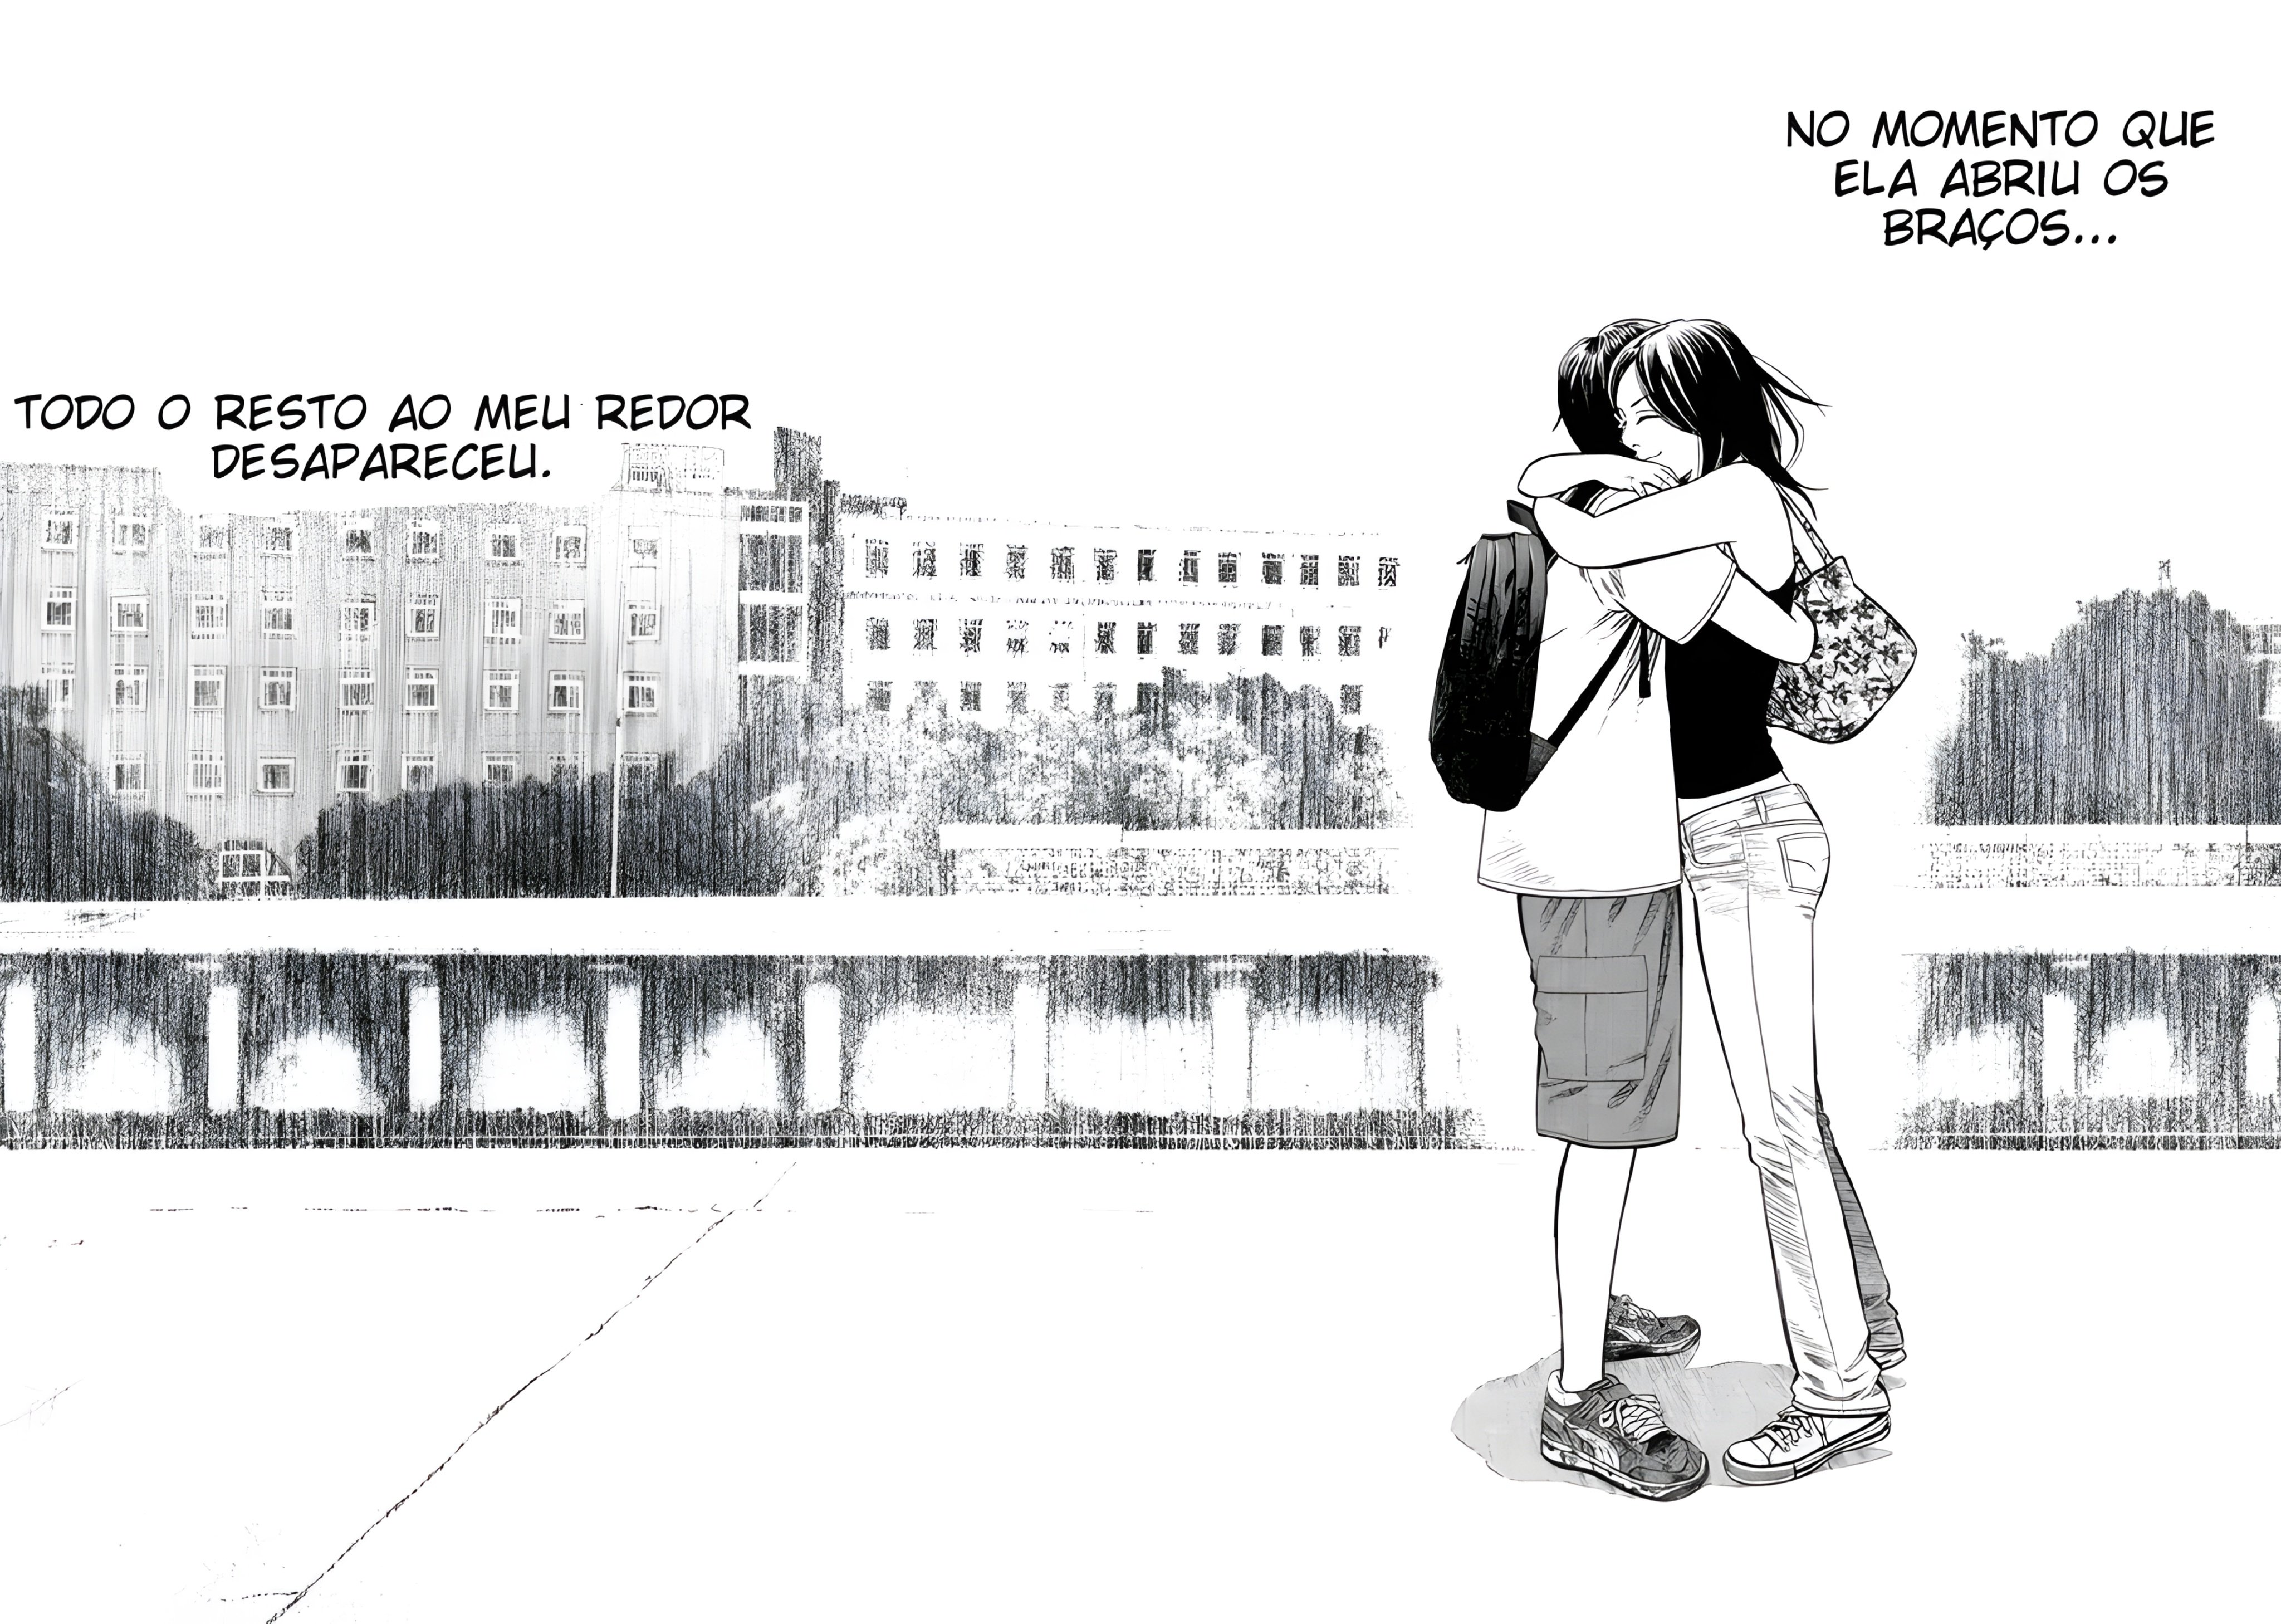 NO MOMENTO QUE
ELA ABRIU OS
BRAÇOS...
TODO O RESTO AO MEU REDOR
DESAPARECEU.